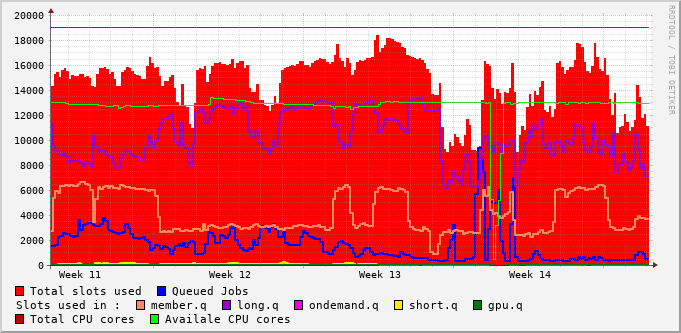 20000
18000
16000
14000
12000
10000
8000
6000
4000
2000
0
Week 11 Week 12 Week 13 Week 14
Total slots used Queued Jobs
Slots used in : member.q long.q ondemand.q short.q gpu.q
Total CPU cores Availale CPU cores
RRDTOOL / TOBI OETIKER